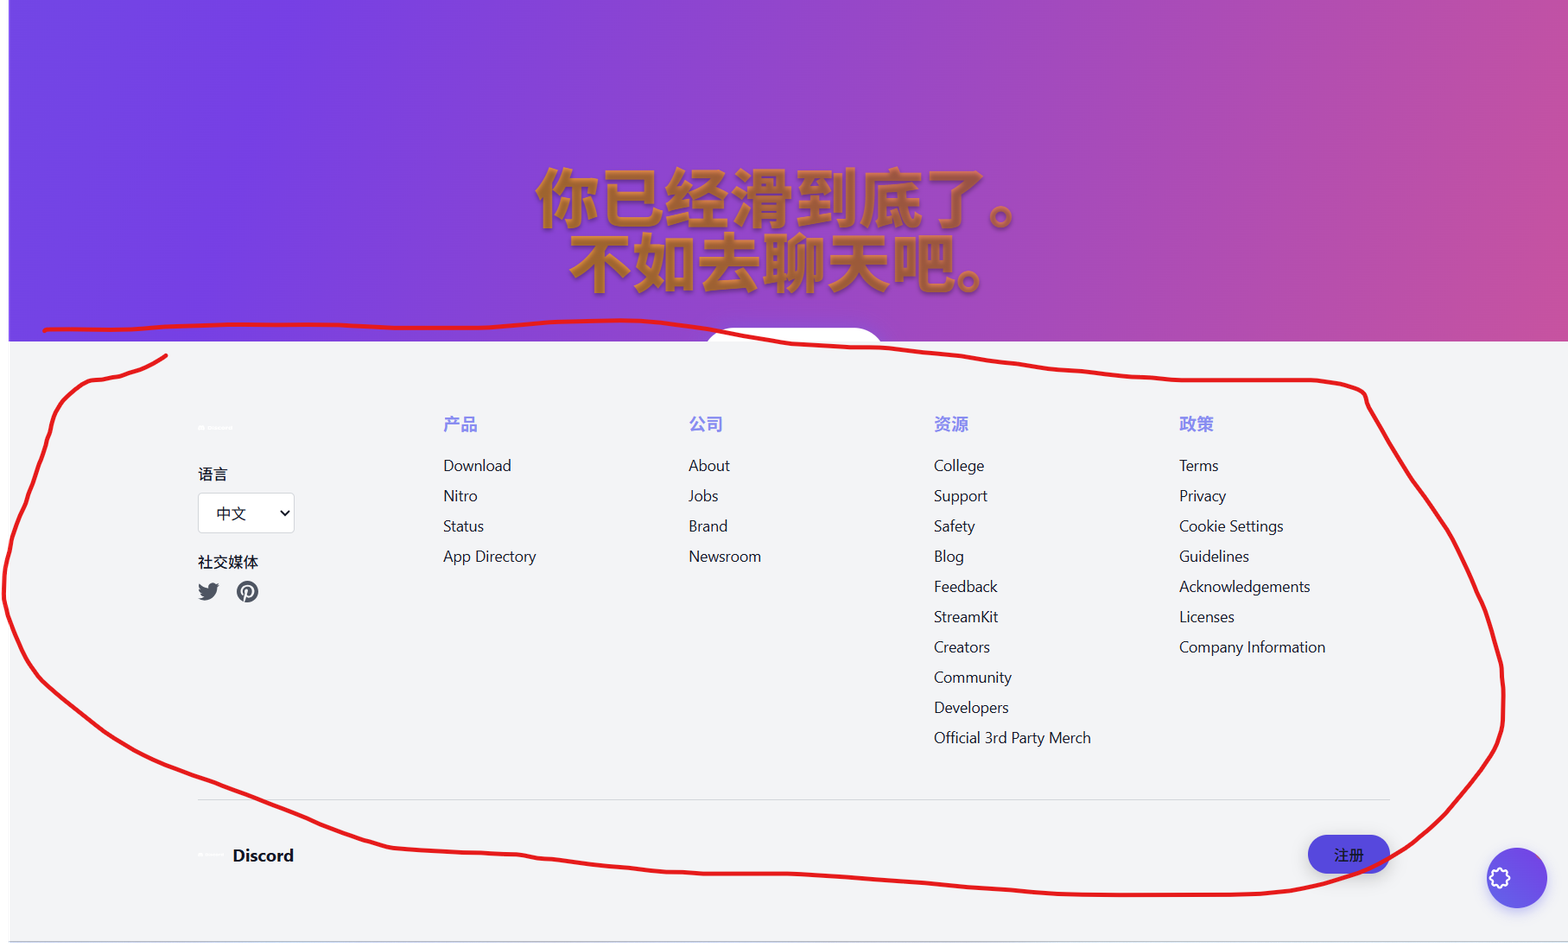 你已经滑到底了。
不如去聊天吧。
语言
中文
社交媒体
产品
Download
Nitro
Status
App Directory
公司
About
Jobs
Brand
Newsroom
资源
College
Support
Safety
Blog
Feedback
StreamKit
Creators
Community
Developers
Official 3rd Party Merch
政策
Terms
Privacy
Cookie Settings
Guidelines
Acknowledgements
Licenses
Company Information
Discord
注册